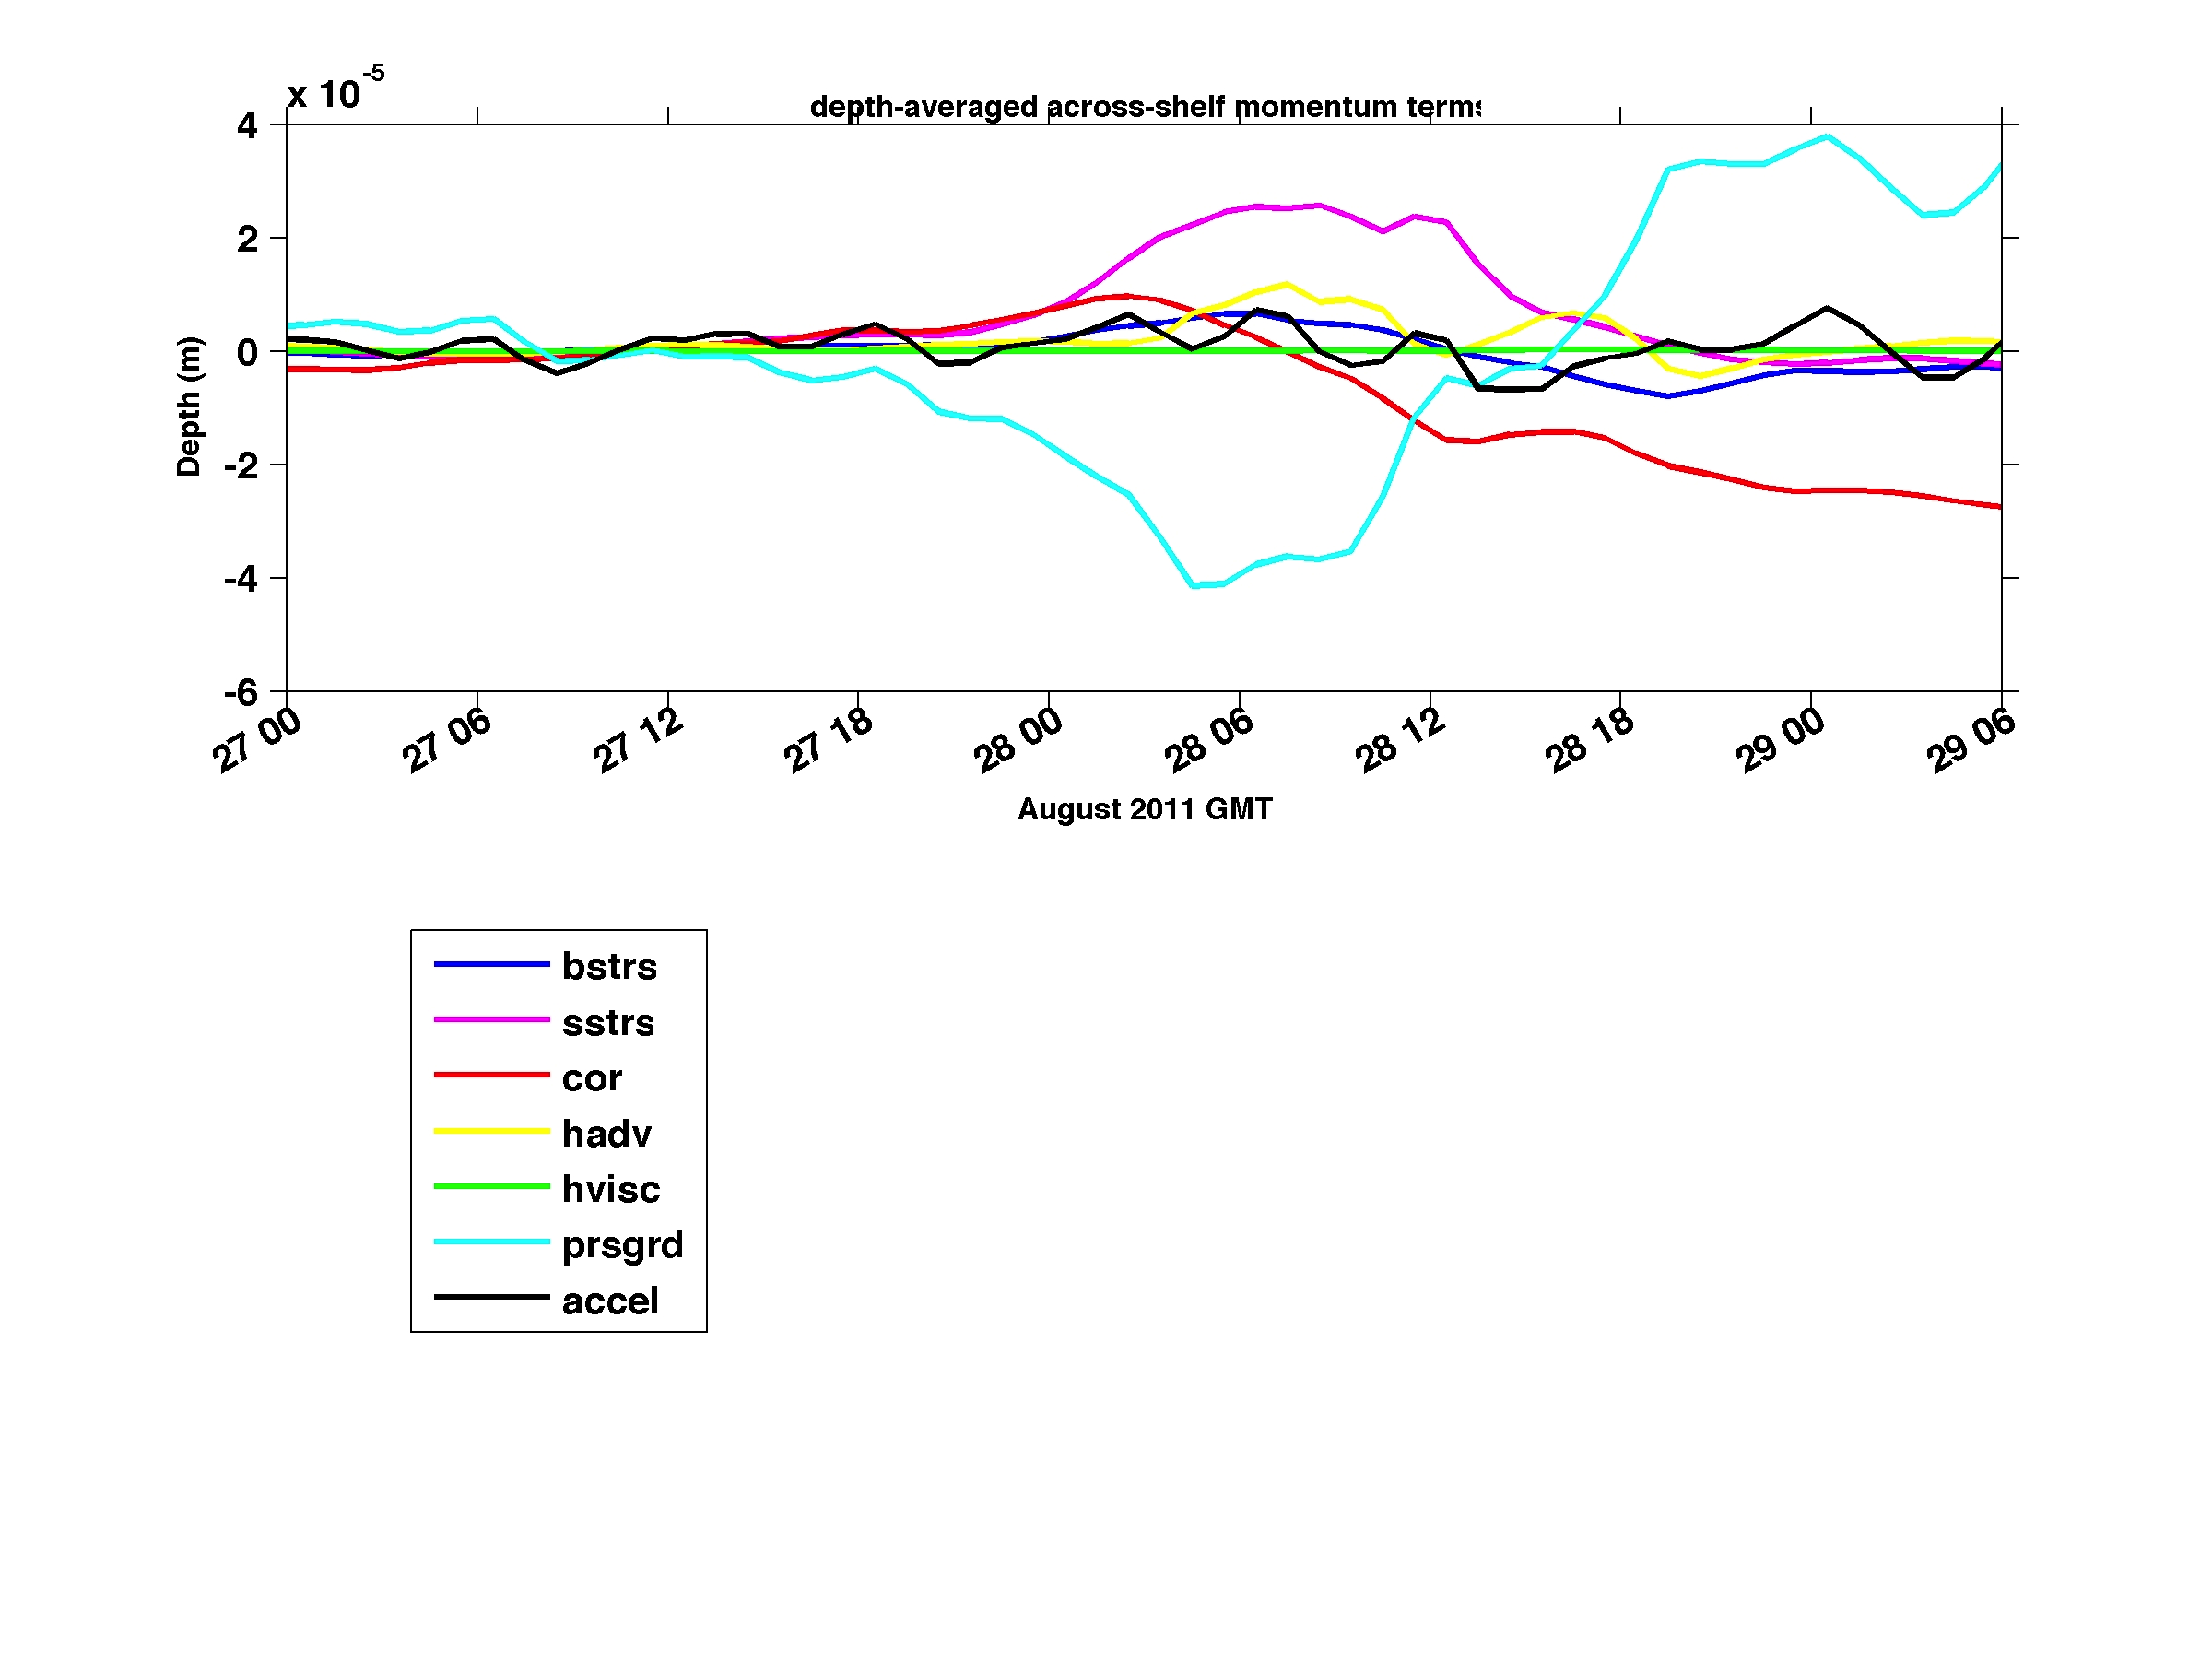 x 10-5
depth-averaged across-shelf momentum terms
4
2
0
-2
-4
-6
Depth (m)
27 00
27 06
27 12
27 18
28 00
28 06
28 12
28 18
29 00
29 06
August 2011 GMT
bstrs
sstrs
cor
hadv
hvisc
prsgrd
accel